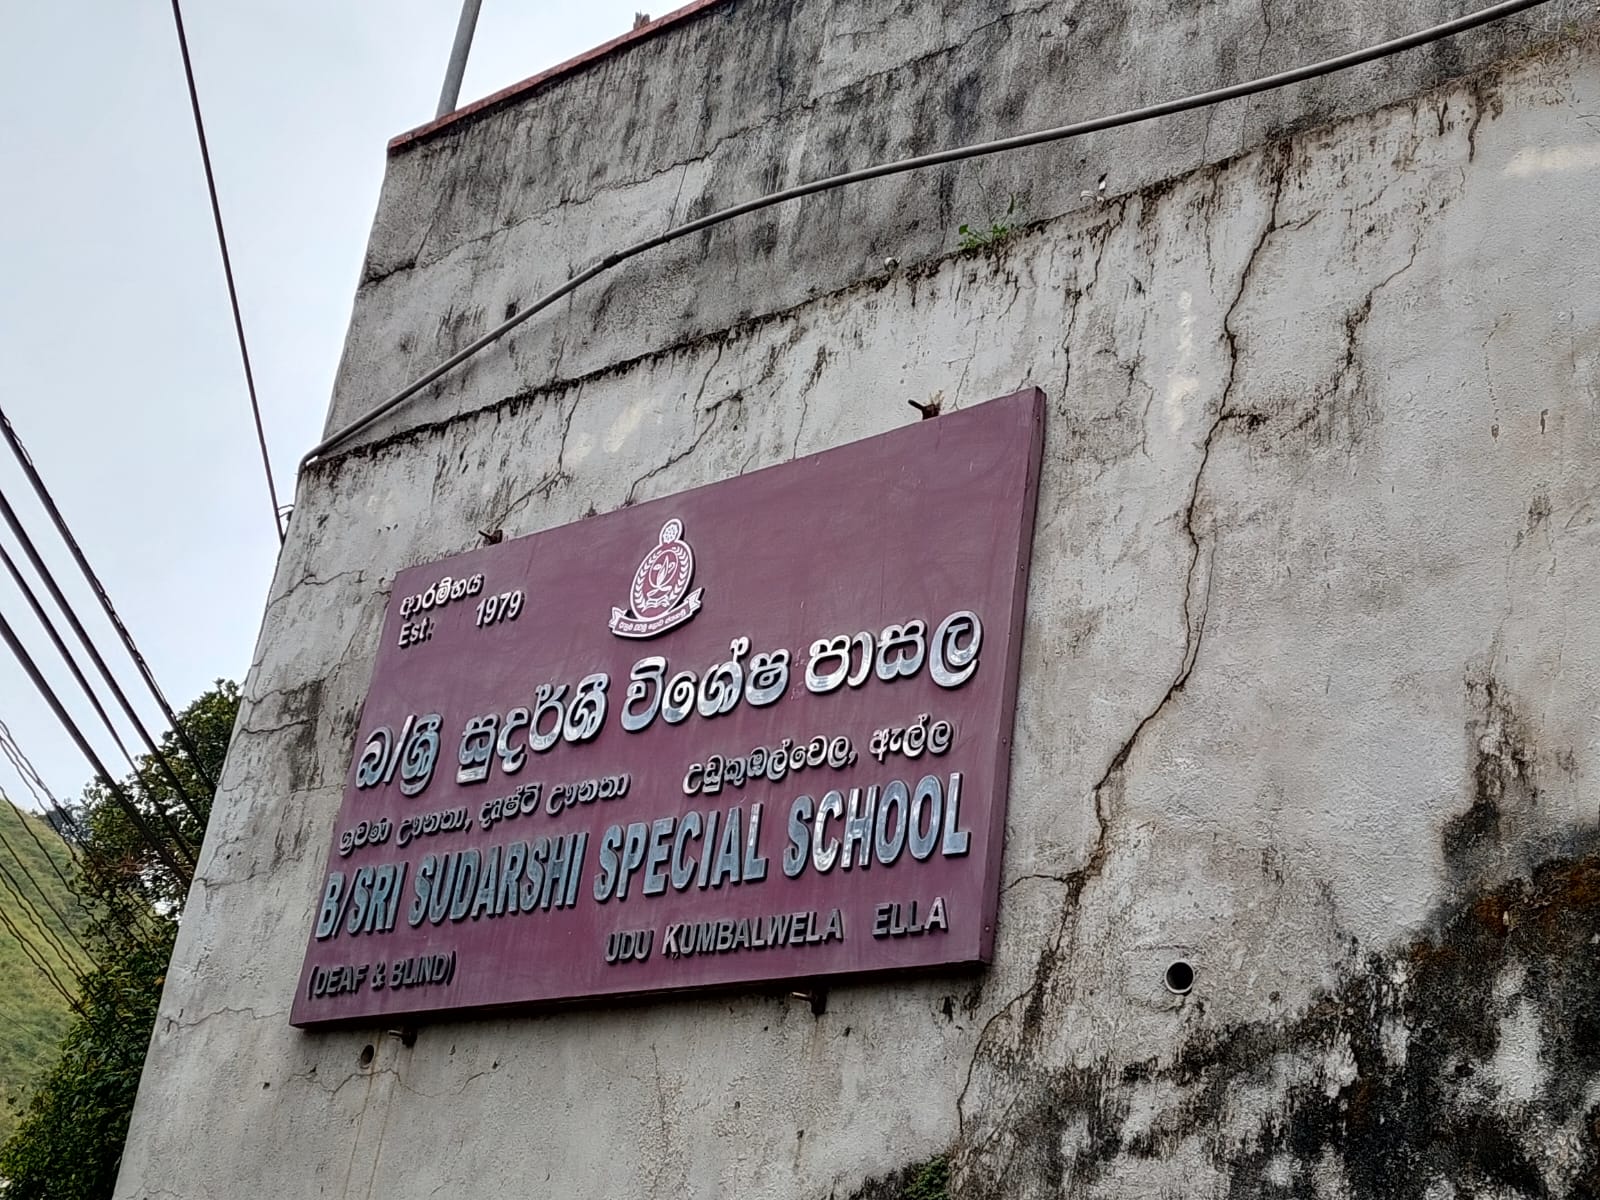 ආරම්භය
Est: 1979
බ/ශ්‍රී සුදර්ශී විශේෂ පාසල
ශ්‍රවණ ඌනතා, දෘෂ්ටි ඌනතා උඩුකුඹල්වෙල, ඇල්ල
B/SRI SUDARSHI SPECIAL SCHOOL
(DEAF & BLIND) UDU KUMBALWELA ELLA